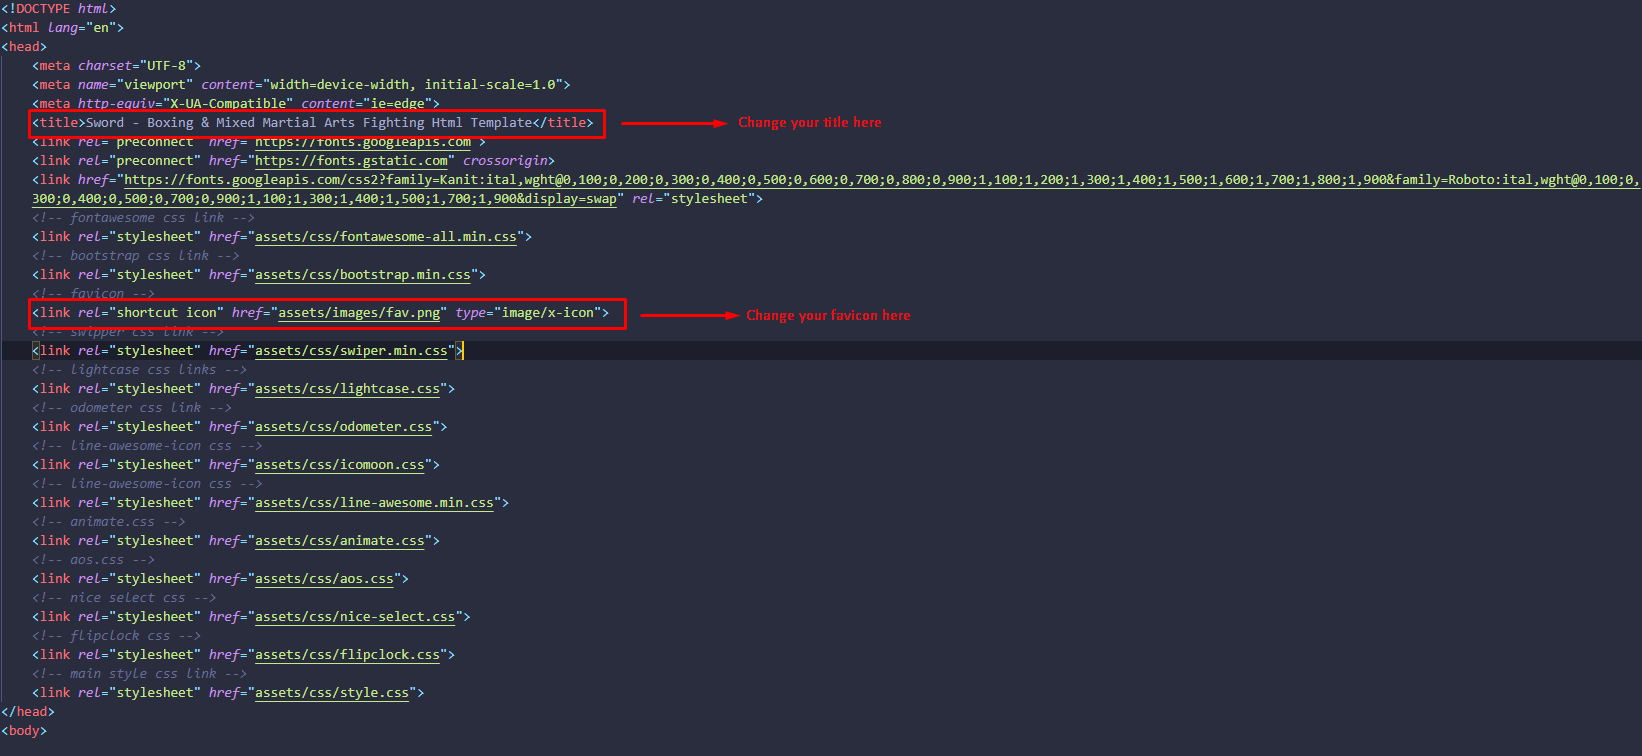 <!DOCTYPE html>
<html lang="en">
<head>
<meta charset="UTF-8">
<meta name="viewport" content="width=device-width, initial-scale=1.0">
<meta http-equiv="X-UA-Compatible" content="ie=edge">
<title>Sword - Boxing & Mixed Martial Arts Fighting Html Template</title> Change your title here
<link rel="preconnect" href="https://fonts.googleapis.com">
<link rel="preconnect" href="https://fonts.gstatic.com" crossorigin>
<link href="https://fonts.googleapis.com/css2?family=Kanit:ital,wght@0,100;0,200;0,300;0,400;0,500;0,600;0,700;0,800;0,900;1,100;1,200;1,300;1,400;1,500;1,600;1,700;1,800;1,900&family=Roboto:ital,wght@0,100;0,
300;0,400;0,500;0,700;0,900;1,100;1,300;1,400;1,500;1,700;1,900&display=swap" rel="stylesheet">
<!-- fontawesome css link -->
<link rel="stylesheet" href="assets/css/fontawesome-all.min.css">
<!-- bootstrap css link -->
<link rel="stylesheet" href="assets/css/bootstrap.min.css">
<!-- favicon -->
<link rel="shortcut icon" href="assets/images/fav.png" type="image/x-icon"> Change your favicon here
<!-- swipper css link -->
<link rel="stylesheet" href="assets/css/swiper.min.css">
<!-- lightcase css links -->
<link rel="stylesheet" href="assets/css/lightcase.css">
<!-- odometer css link -->
<link rel="stylesheet" href="assets/css/odometer.css">
<!-- line-awesome-icon css -->
<link rel="stylesheet" href="assets/css/icomoon.css">
<!-- line-awesome-icon css -->
<link rel="stylesheet" href="assets/css/line-awesome.min.css">
<!-- animate.css -->
<link rel="stylesheet" href="assets/css/animate.css">
<!-- aos.css -->
<link rel="stylesheet" href="assets/css/aos.css">
<!-- nice select css -->
<link rel="stylesheet" href="assets/css/nice-select.css">
<!-- flipclock css -->
<link rel="stylesheet" href="assets/css/flipclock.css">
<!-- main style css link -->
<link rel="stylesheet" href="assets/css/style.css">
</head>
<body>